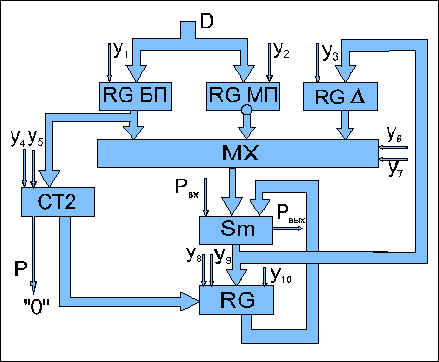 D
y1
y2
y3
RG БП
RG МП
RG Δ
y4 y5
y6
MX
y7
CT2
Pвх
Pвых
Sm
P
y8 y9
y10
"0"
RG